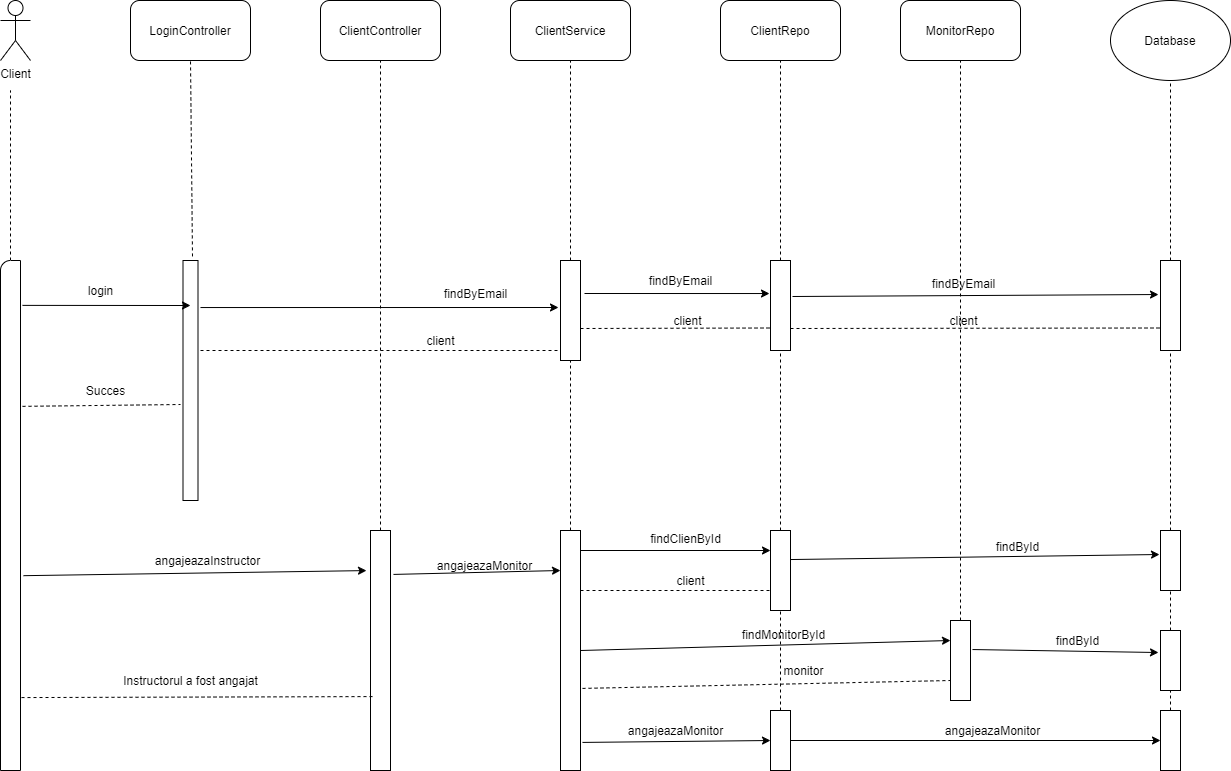 Client
LoginController
ClientController
ClientService
ClientRepo
MonitorRepo
Database
login
findByEmail
findByEmail
findByEmail
client
client
client
Succes
angajeazaInstructor
angajeazaMonitor
findClienById
findById
client
findMonitorById
findById
monitor
Instructorul a fost angajat
angajeazaMonitor
angajeazaMonitor